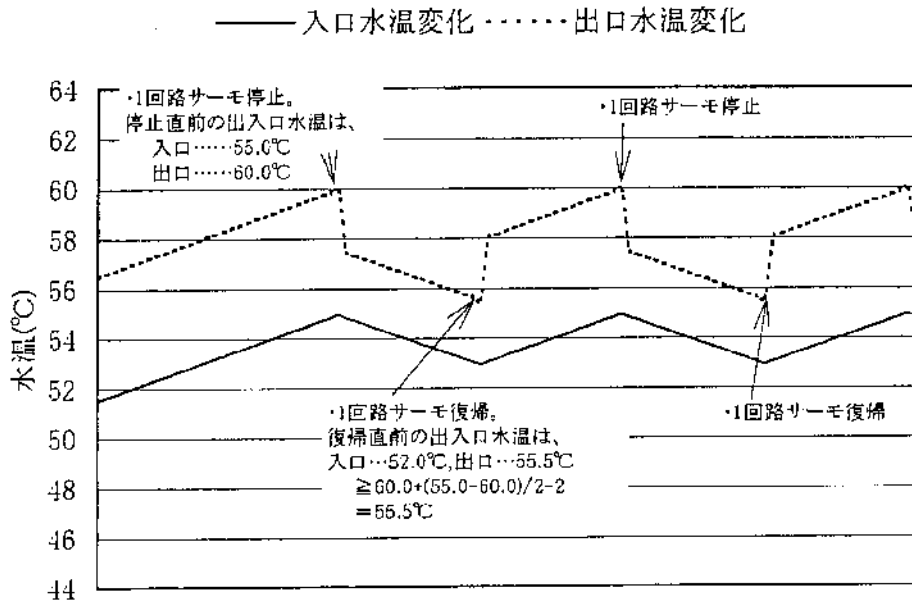 入口水温変化 出口水温変化
64
62
60
58
56
54
52
50
48
46
44
水温(℃)
・1回路サーモ停止。
停止直前の出入口水温は、
入口……55.0℃
出口……60.0℃
・1回路サーモ停止
・1回路サーモ復帰。
復帰直前の出入口水温は、
入口…52.0℃,出口…55.5℃
≧60.0+(55.0-60.0)/2-2
=55.5℃
・1回路サーモ復帰